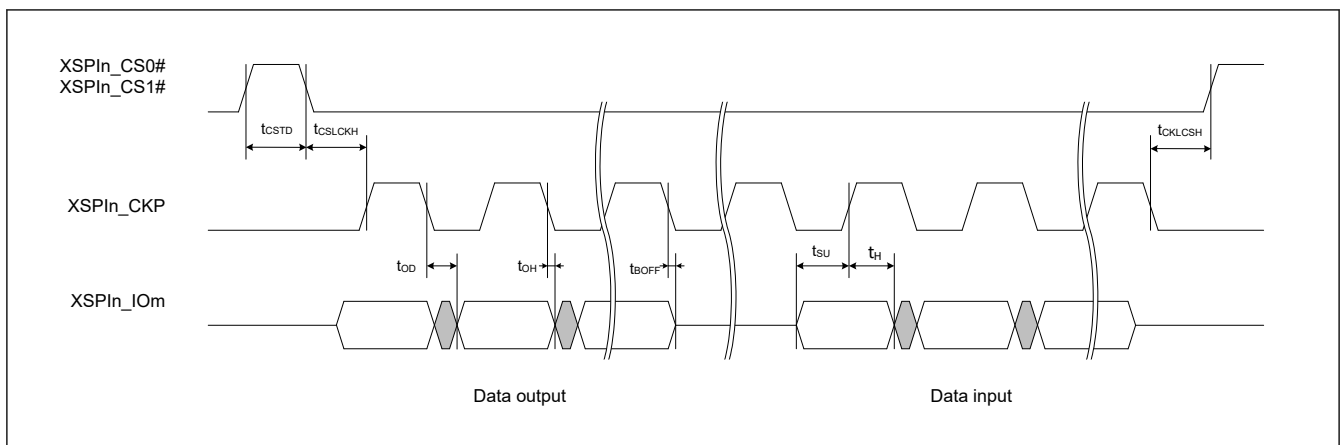 XSPIn_CS0#
XSPIn_CS1#
tCSTD
tCSLCKH
tCKLCSH
XSPIn_CKP
tOD
tOH
tBOFF
tSU
tH
XSPIn_IOm
Data output
Data input